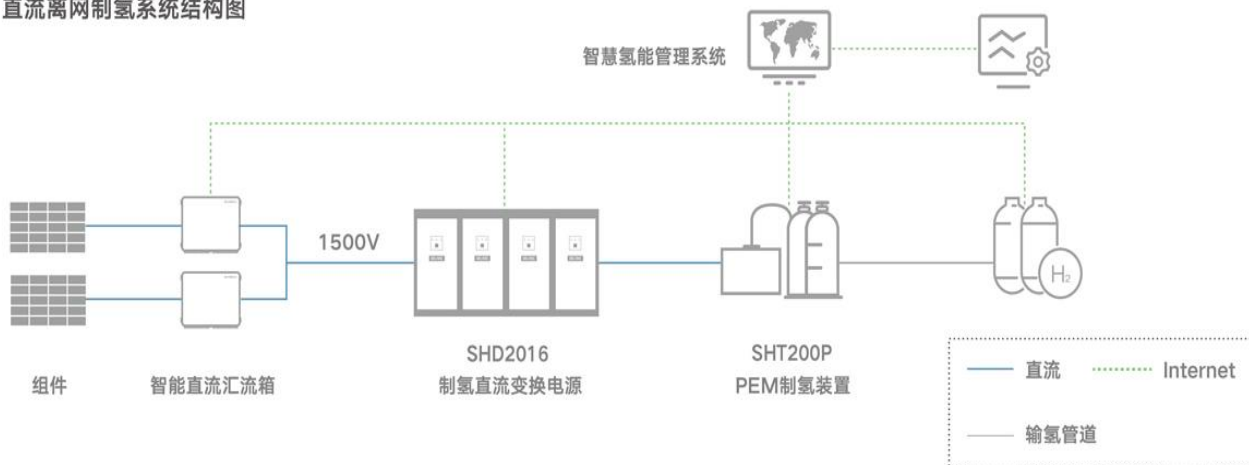 直流离网制氢系统结构图
智慧氢能管理系统
1500V
H₂
SHD2016
制氢直流变换电源
SHT200P
PEM制氢装置
组件
智能直流汇流箱
直流
Internet
输氢管道